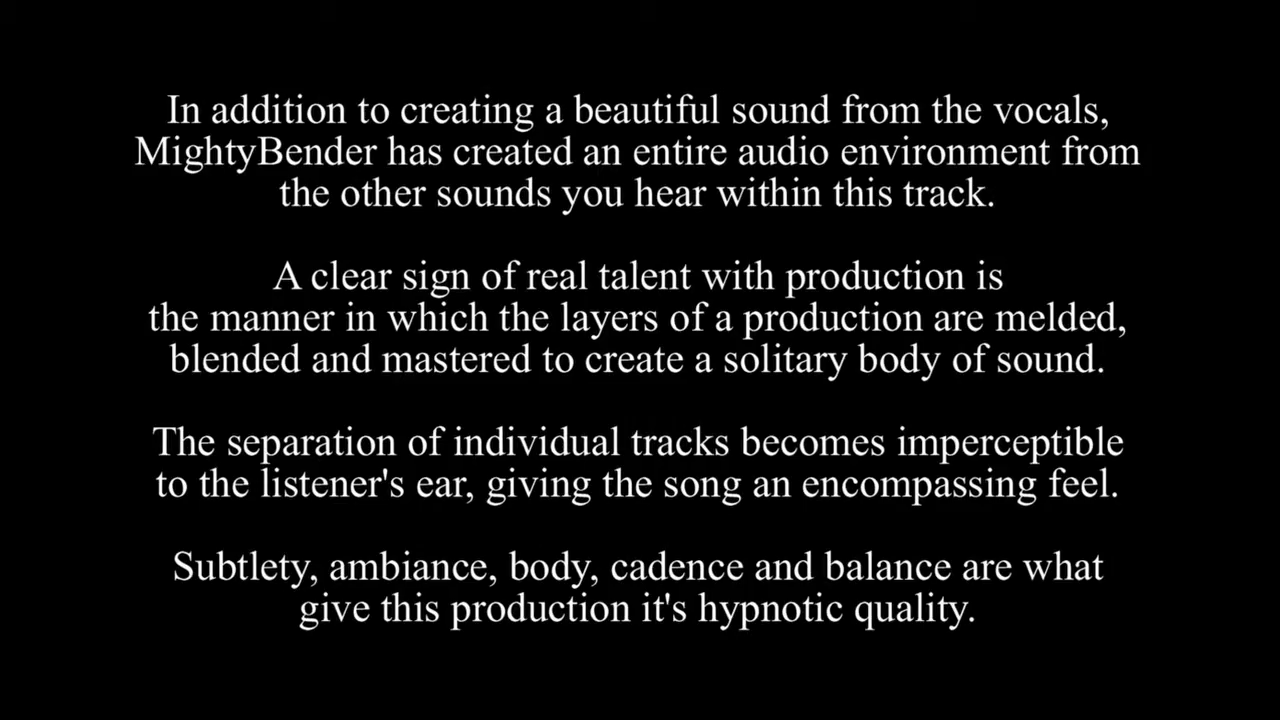 In addition to creating a beautiful sound from the vocals,
MightyBender has created an entire audio environment from
the other sounds you hear within this track.
A clear sign of real talent with production is
the manner in which the layers of a production are melded,
blended and mastered to create a solitary body of sound.
The separation of individual tracks becomes imperceptible
to the listener's ear, giving the song an encompassing feel.
Subtlety, ambiance, body, cadence and balance are what
give this production it's hypnotic quality.